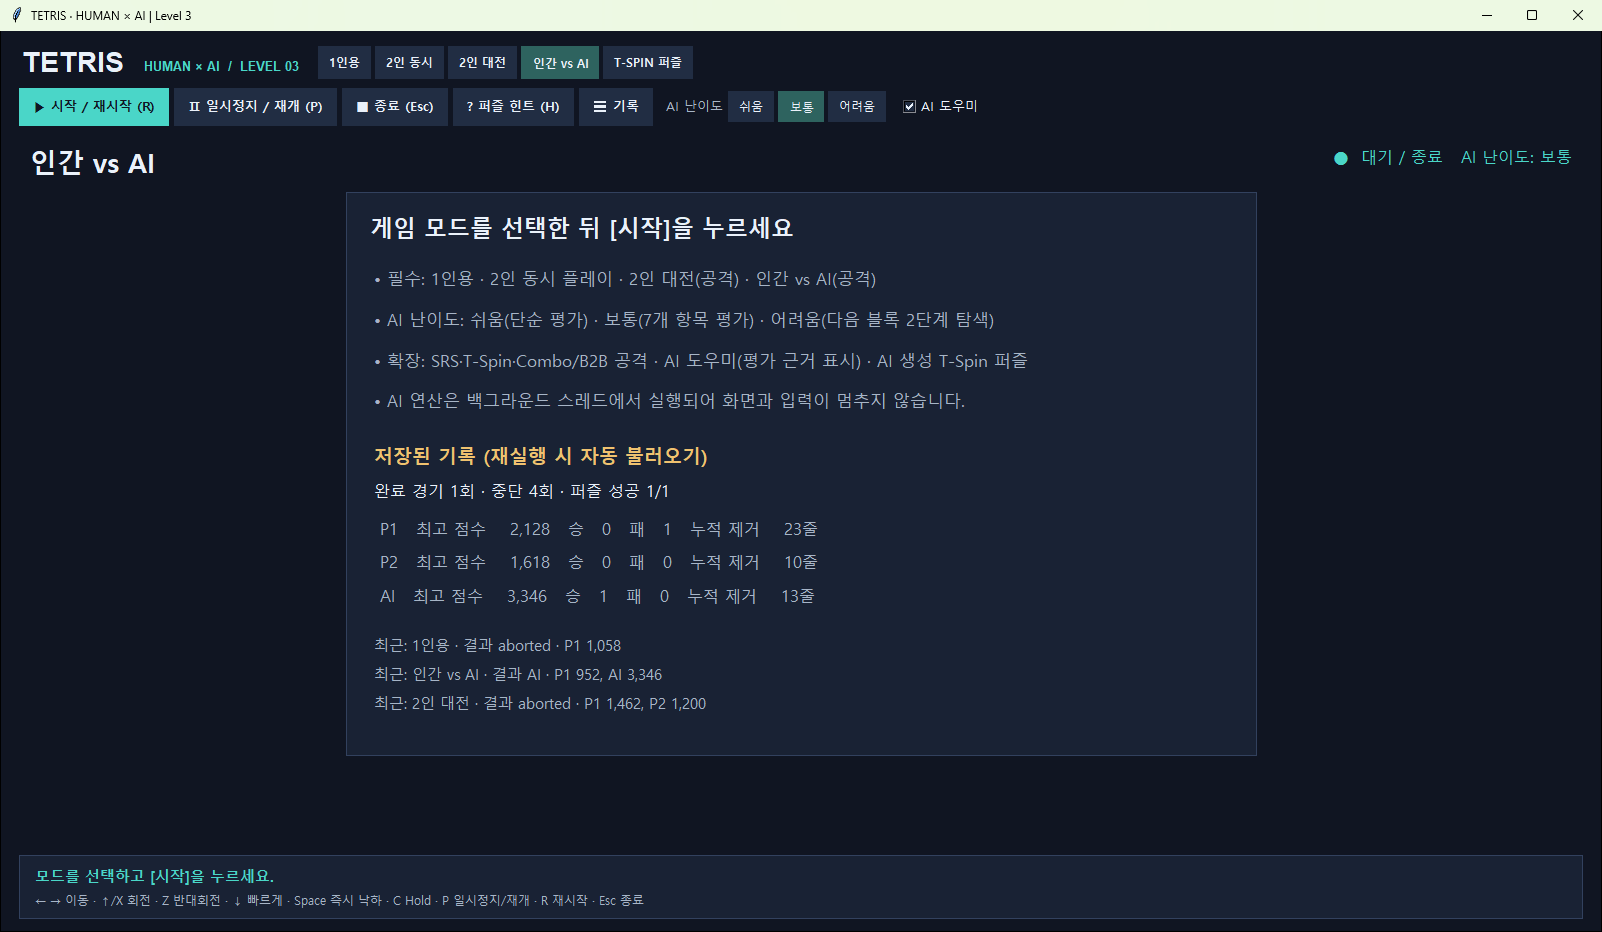 TETRIS · HUMAN × AI | Level 3
TETRIS HUMAN × AI / LEVEL 03 1인용 2인 동시 2인 대전 인간 vs AI T-SPIN 퍼즐
▶ 시작 / 재시작 (R) Ⅱ 일시정지 / 재개 (P) ■ 종료 (Esc) ? 퍼즐 힌트 (H) ☰ 기록 AI 난이도 쉬움 보통 어려움 AI 도우미
인간 vs AI ● 대기 / 종료 AI 난이도: 보통
게임 모드를 선택한 뒤 [시작]을 누르세요
• 필수: 1인용 · 2인 동시 플레이 · 2인 대전(공격) · 인간 vs AI(공격)
• AI 난이도: 쉬움(단순 평가) · 보통(7개 항목 평가) · 어려움(다음 블록 2단계 탐색)
• 확장: SRS·T-Spin·Combo/B2B 공격 · AI 도우미(평가 근거 표시) · AI 생성 T-Spin 퍼즐
• AI 연산은 백그라운드 스레드에서 실행되어 화면과 입력이 멈추지 않습니다.
저장된 기록 (재실행 시 자동 불러오기)
완료 경기 1회 · 중단 4회 · 퍼즐 성공 1/1
P1 최고 점수 2,128 승 0 패 1 누적 제거 23줄
P2 최고 점수 1,618 승 0 패 0 누적 제거 10줄
AI 최고 점수 3,346 승 1 패 0 누적 제거 13줄
최근: 1인용 · 결과 aborted · P1 1,058
최근: 인간 vs AI · 결과 AI · P1 952, AI 3,346
최근: 2인 대전 · 결과 aborted · P1 1,462, P2 1,200
모드를 선택하고 [시작]을 누르세요.
← → 이동 · ↑/X 회전 · Z 반대회전 · ↓ 빠르게 · Space 즉시 낙하 · C Hold · P 일시정지/재개 · R 재시작 · Esc 종료